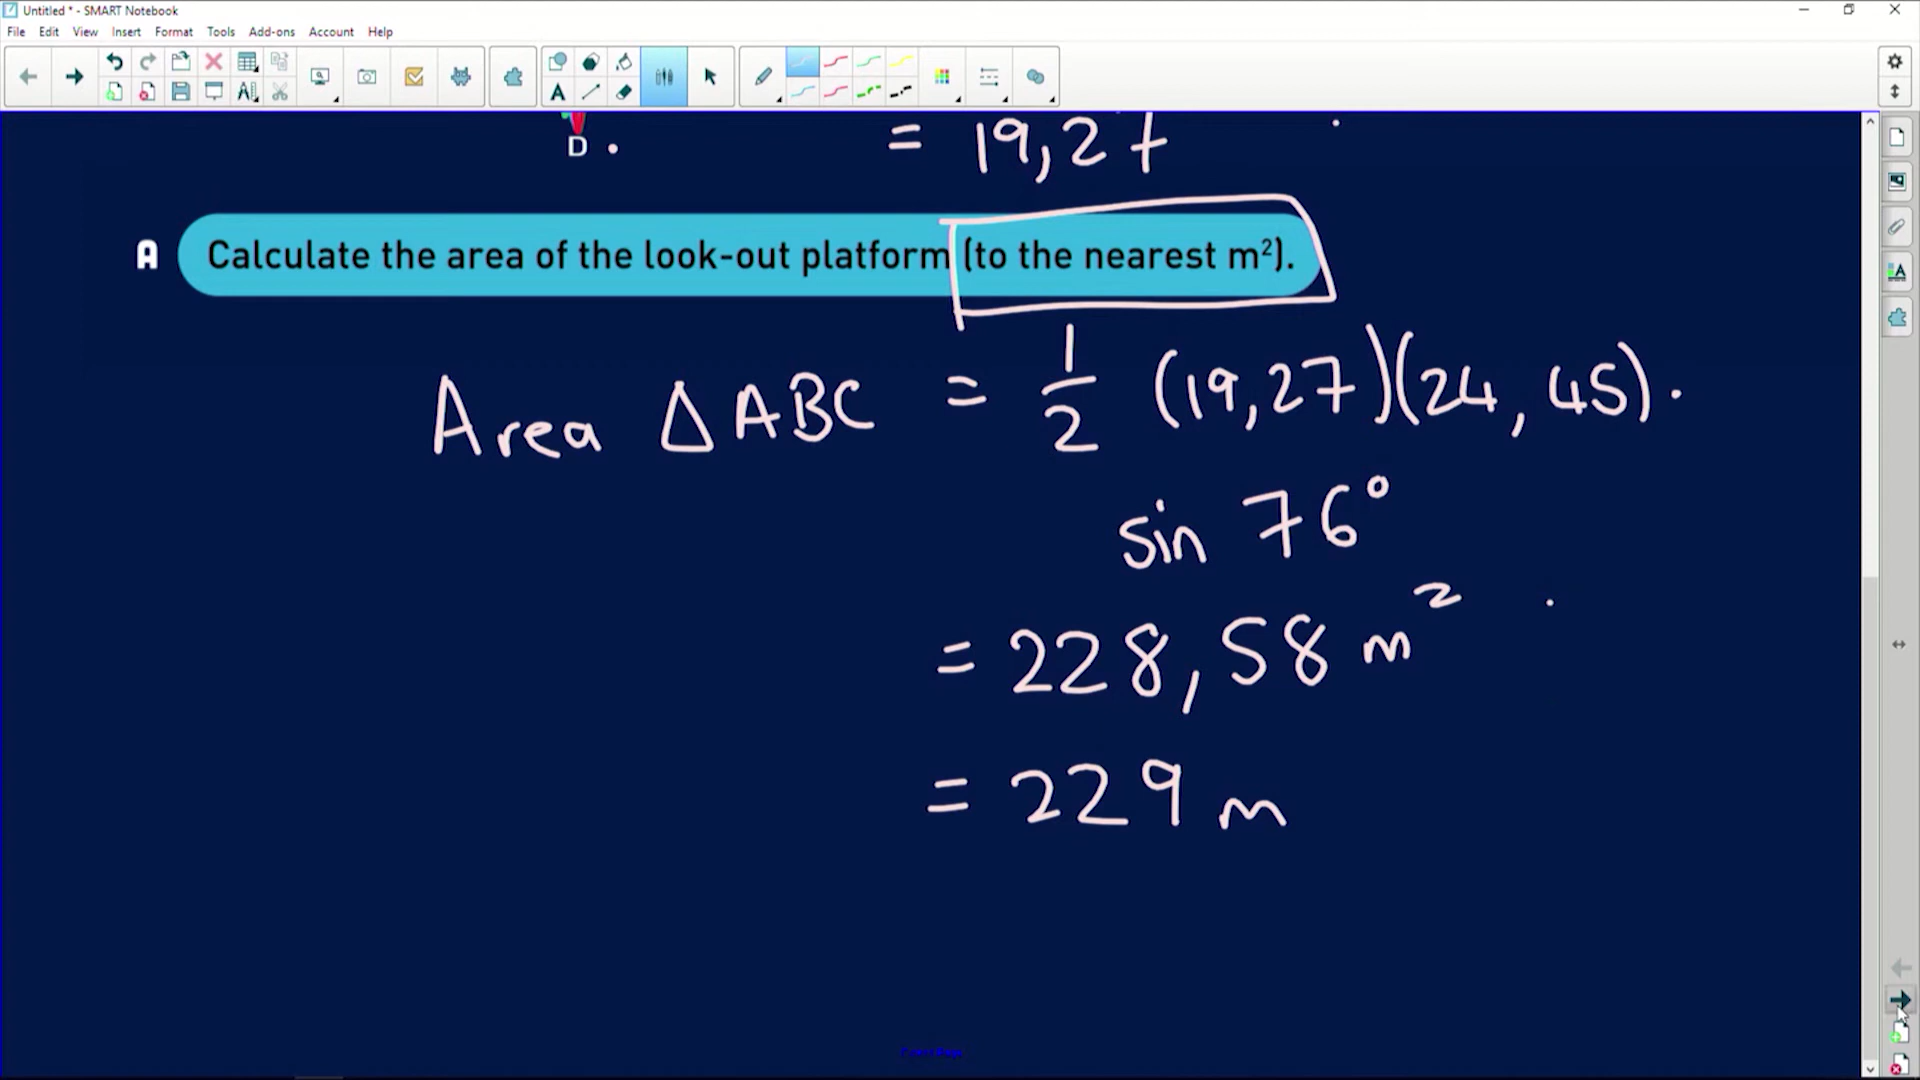 Untitled * - SMART Notebook
File Edit View Insert Format Tools Add-ons Account Help
D .
= 19,27
A Calculate the area of the look-out platform (to the nearest m²).
Area △ABC = 1/2 (19,27)(24,45).
sin 76°
= 228,58 m²
= 229 m